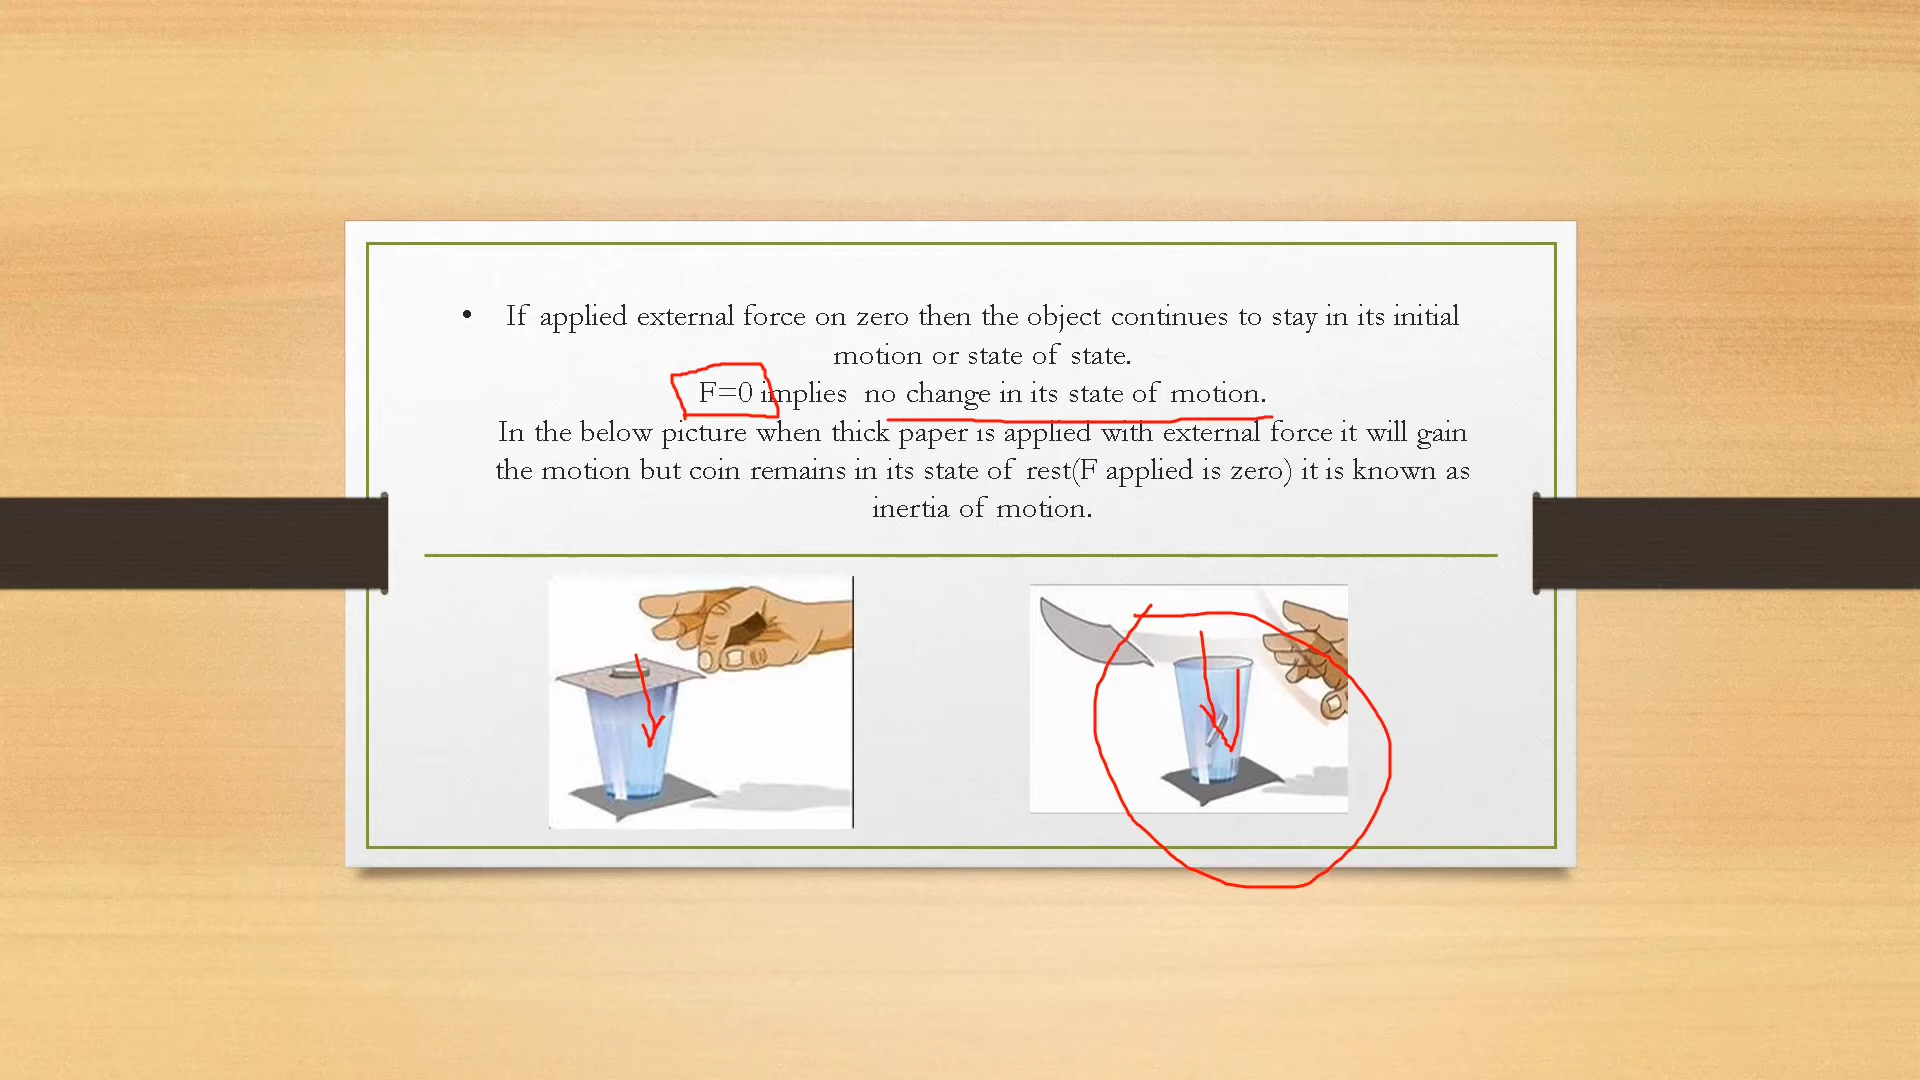 • If applied external force on zero then the object continues to stay in its initial
motion or state of state.
F=0 implies no change in its state of motion.
In the below picture when thick paper is applied with external force it will gain
the motion but coin remains in its state of rest(F applied is zero) it is known as
inertia of motion.